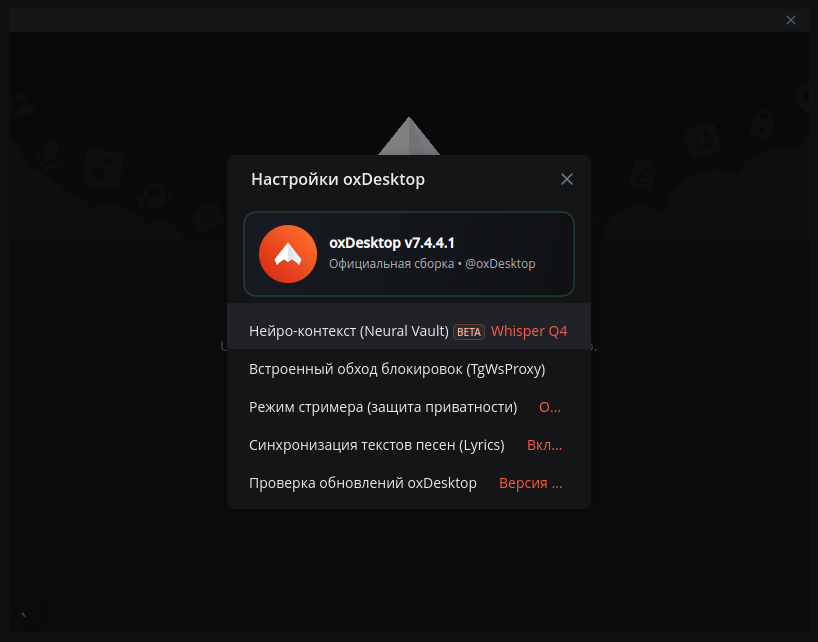 Настройки oxDesktop
oxDesktop v7.4.4.1
Официальная сборка • @oxDesktop
Нейро-контекст (Neural Vault) BETA Whisper Q4
Встроенный обход блокировок (TgWsProxy)
Режим стримера (защита приватности) О...
Синхронизация текстов песен (Lyrics) Вкл...
Проверка обновлений oxDesktop Версия ...